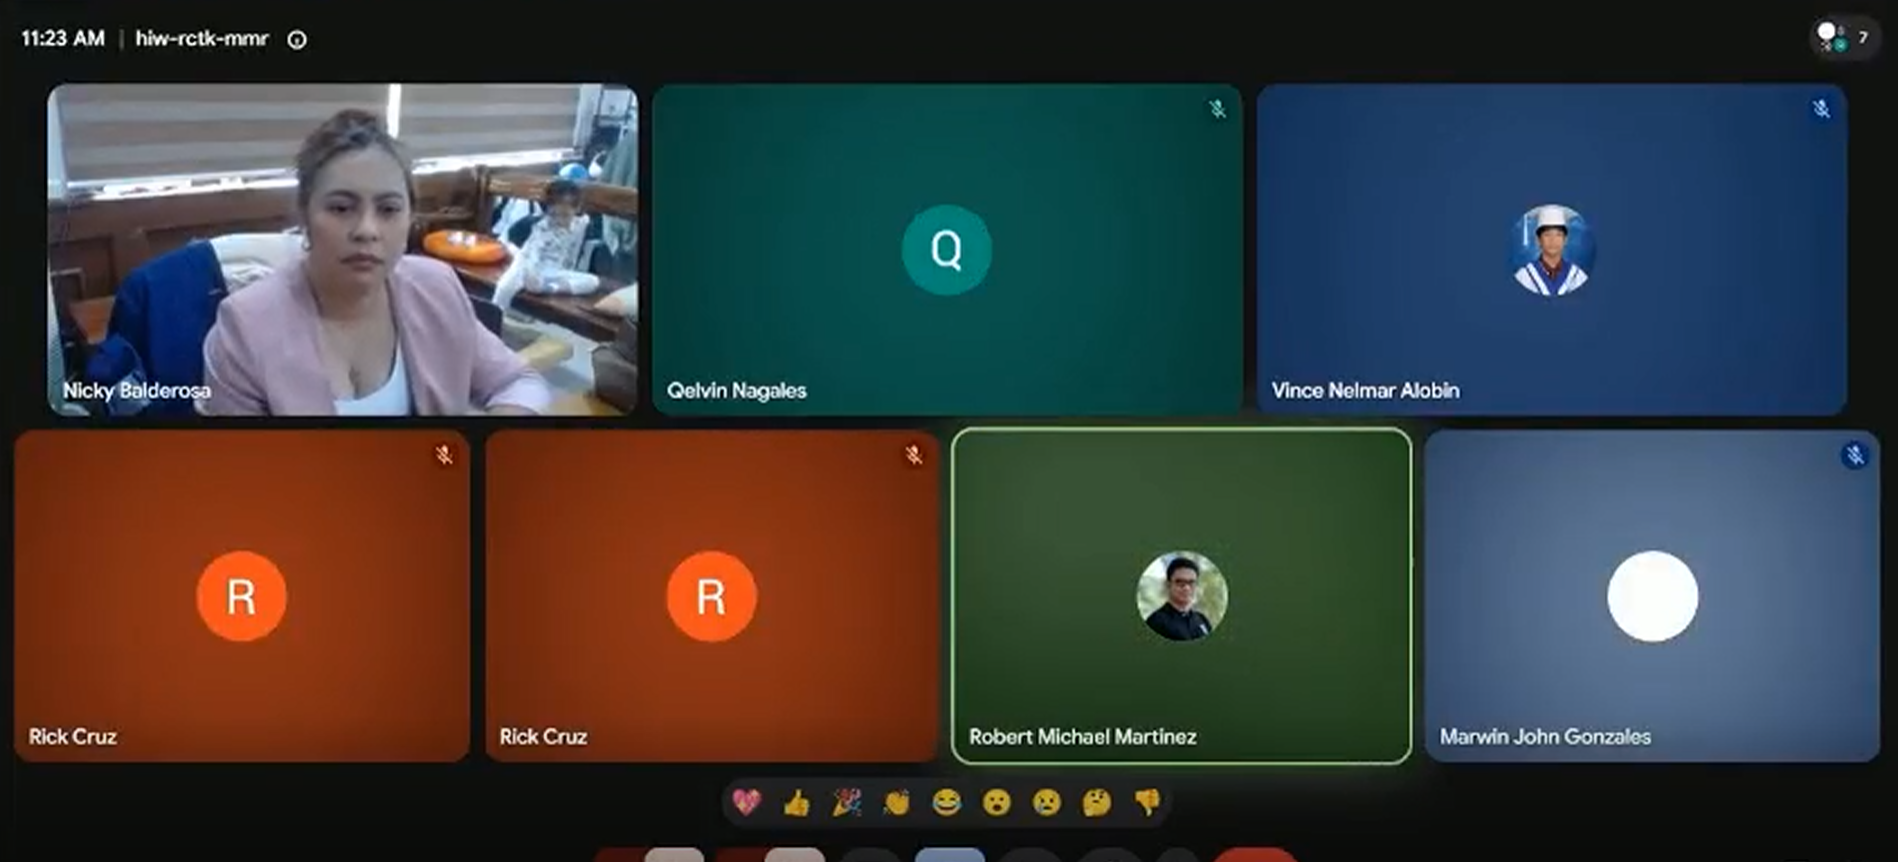 11:23 AM | hiw-rctk-mmr
7
Nicky Balderosa
Q
Qelvin Nagales
Vince Nelmar Alobin
R
Rick Cruz
R
Rick Cruz
Robert Michael Martinez
Marwin John Gonzales